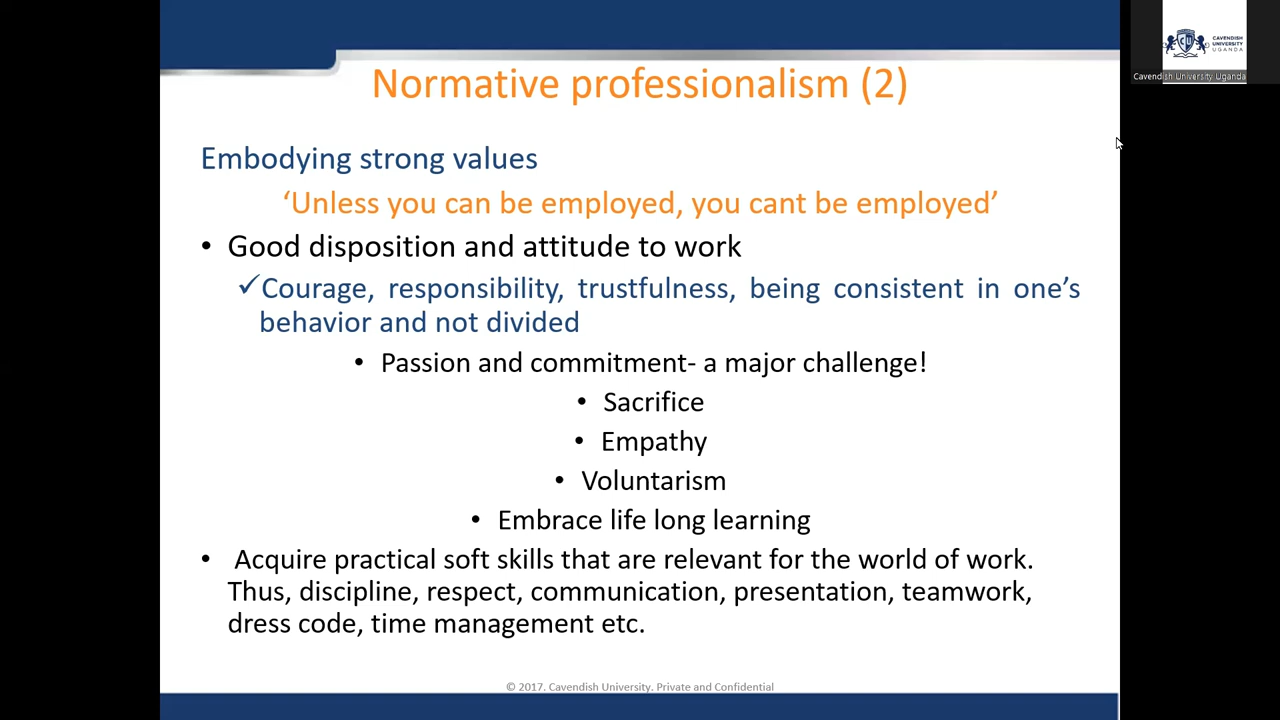 Normative professionalism (2)
Embodying strong values
‘Unless you can be employed, you cant be employed’
• Good disposition and attitude to work
✓Courage, responsibility, trustfulness, being consistent in one’s
behavior and not divided
• Passion and commitment- a major challenge!
• Sacrifice
• Empathy
• Voluntarism
• Embrace life long learning
• Acquire practical soft skills that are relevant for the world of work.
Thus, discipline, respect, communication, presentation, teamwork,
dress code, time management etc.
© 2017. Cavendish University. Private and Confidential
CU
CAVENDISH
UNIVERSITY
UGANDA
Cavendish University Uganda